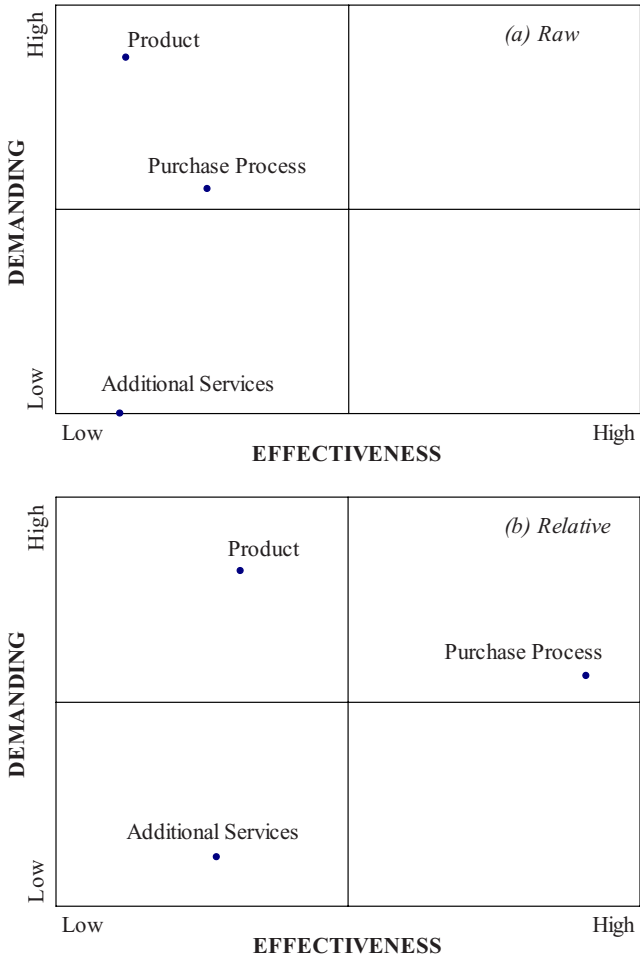 High
(a) Raw
Product
Purchase Process
DEMANDING
Additional Services
Low
Low
High
EFFECTIVENESS
High
(b) Relative
Product
Purchase Process
DEMANDING
Additional Services
Low
Low
High
EFFECTIVENESS